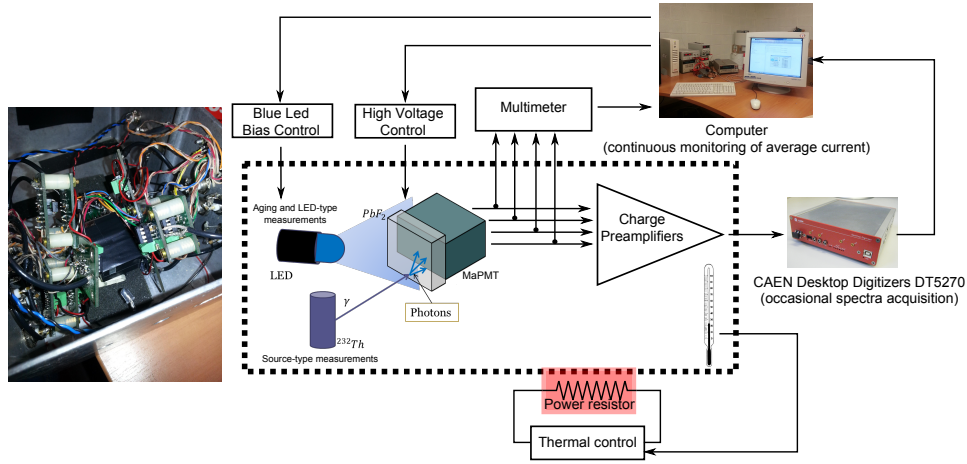 Blue Led
Bias Control
High Voltage
Control
Multimeter
Computer
(continuous monitoring of average current)
Aging and LED-type
measurements
PbF₂
LED
MaPMT
γ
Photons
²³²Th
Source-type measurements
Charge
Preamplifiers
CAEN Desktop Digitizers DT5270
(occasional spectra acquisition)
Power resistor
Thermal control